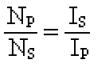 N_P/N_S = I_S/I_P